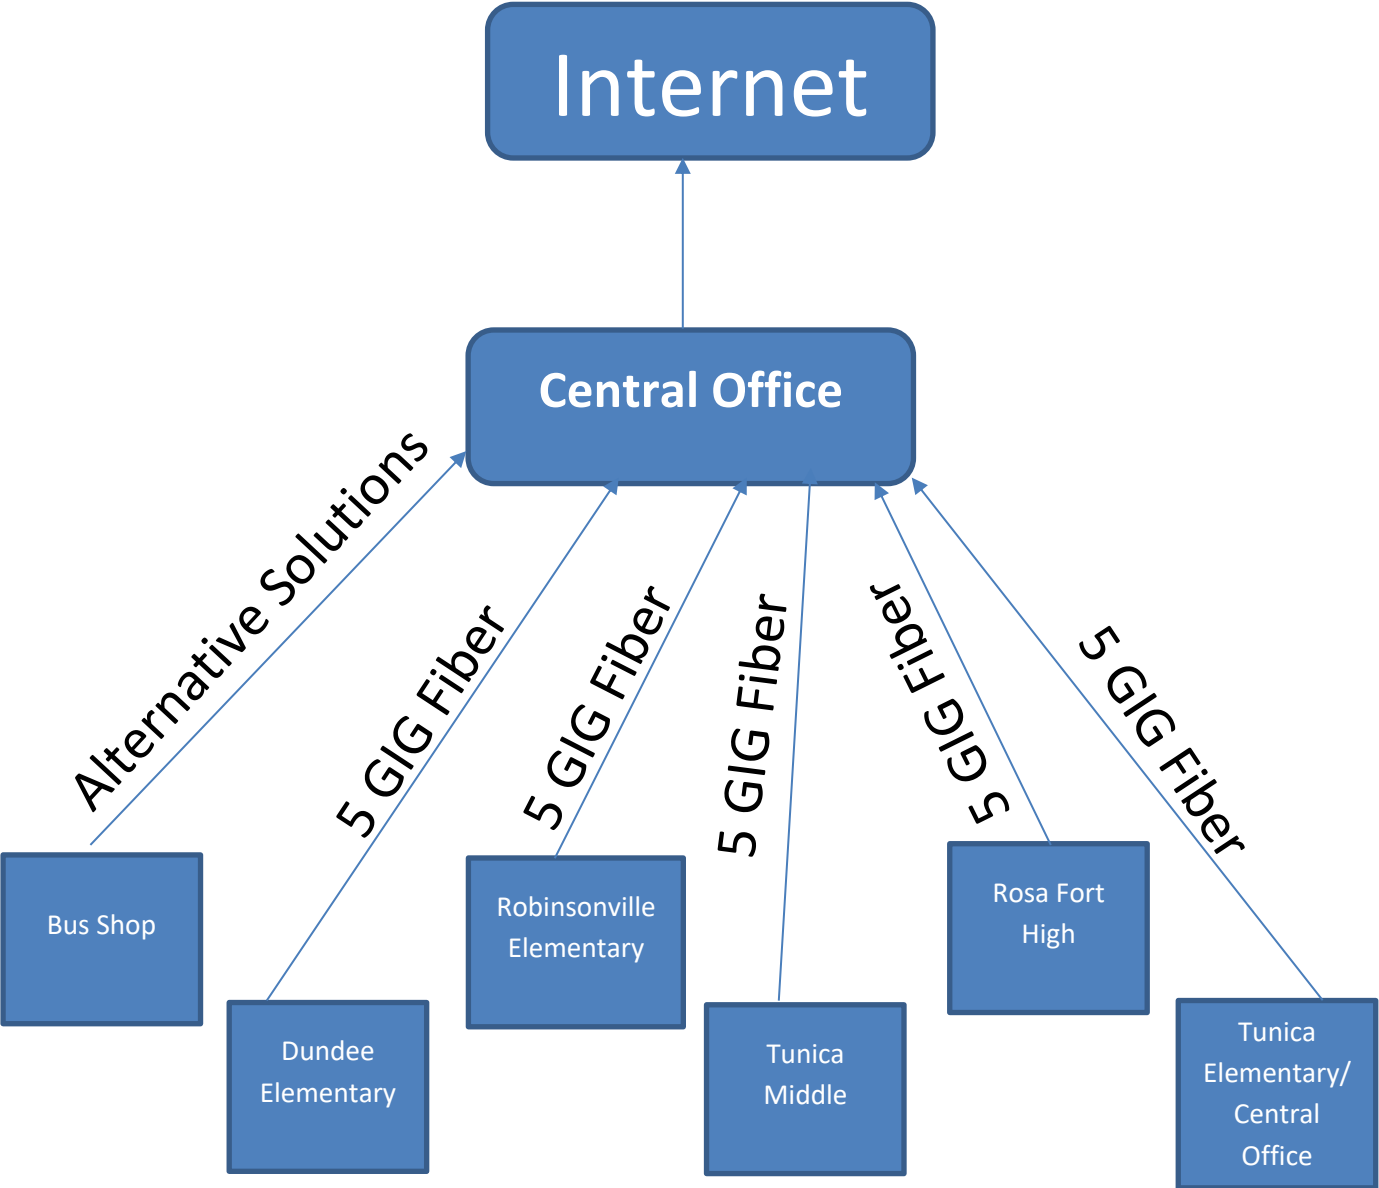 Internet
Central Office
Alternative Solutions
5 GIG Fiber
5 GIG Fiber
5 GIG Fiber
5 GIG Fiber
5 GIG Fiber
Bus Shop
Dundee
Elementary
Robinsonville
Elementary
Tunica
Middle
Rosa Fort
High
Tunica
Elementary/
Central
Office